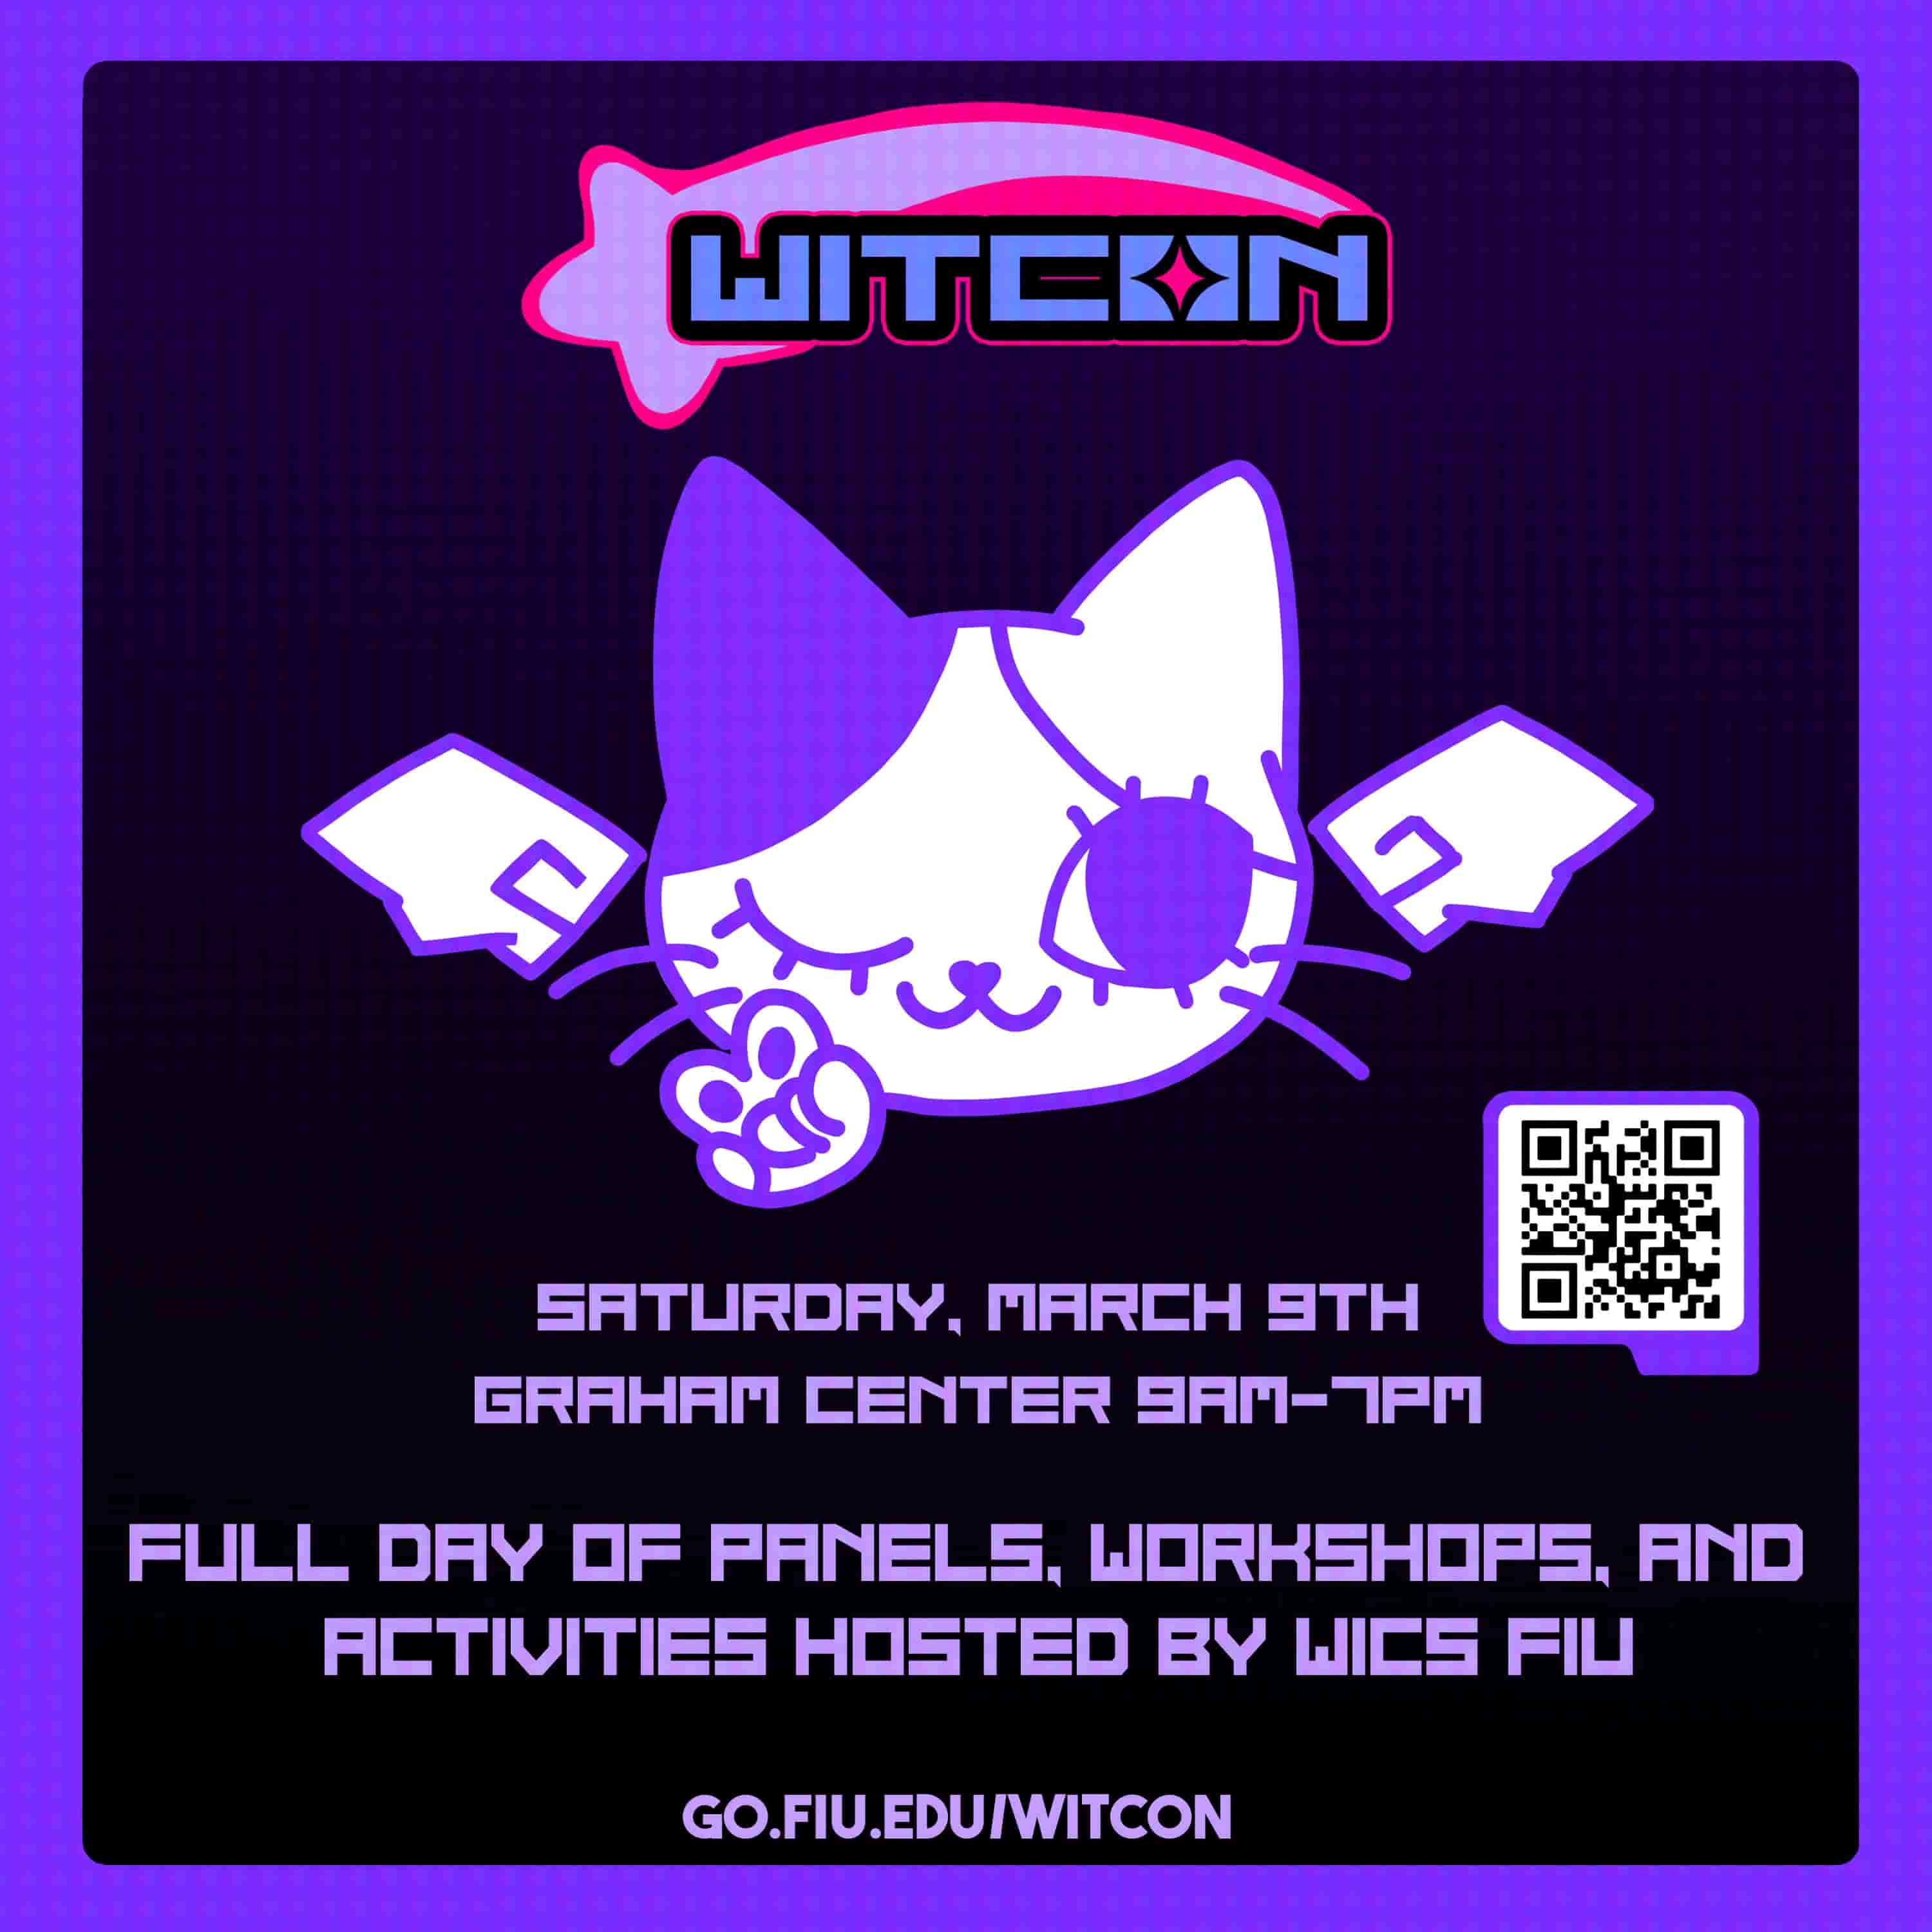 WITCON
SATURDAY, MARCH 9TH
GRAHAM CENTER 9AM-7PM
FULL DAY OF PANELS, WORKSHOPS, AND
ACTIVITIES HOSTED BY WICS FIU
GO.FIU.EDU/WITCON